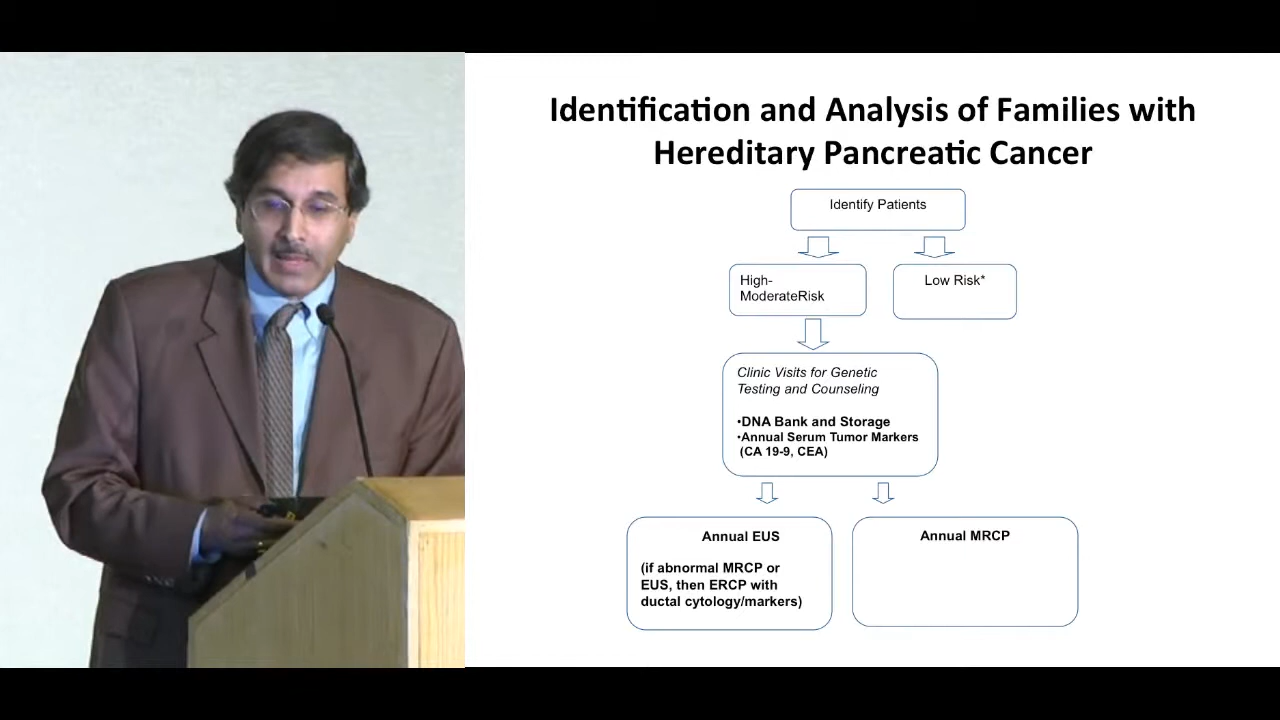 Identification and Analysis of Families with
Hereditary Pancreatic Cancer
Identify Patients
High-
ModerateRisk
Low Risk*
Clinic Visits for Genetic
Testing and Counseling
•DNA Bank and Storage
•Annual Serum Tumor Markers
(CA 19-9, CEA)
Annual EUS
(if abnormal MRCP or
EUS, then ERCP with
ductal cytology/markers)
Annual MRCP